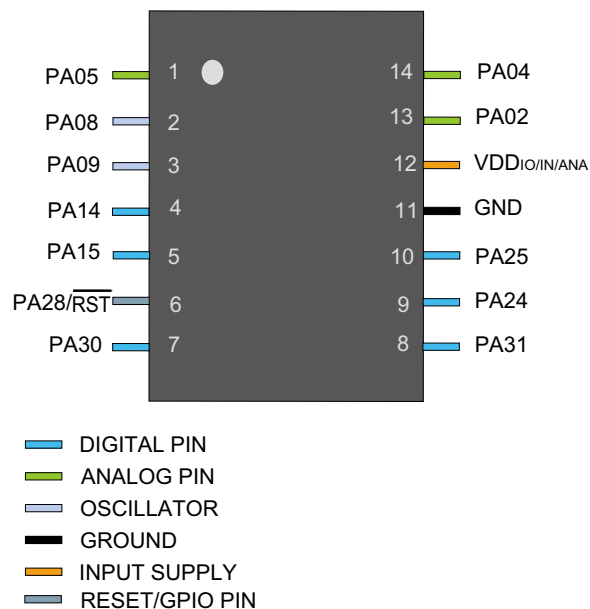 PA05 1 14 PA04
PA08 2 13 PA02
PA09 3 12 VDDIO/IN/ANA
PA14 4 11 GND
PA15 5 10 PA25
PA28/RST 6 9 PA24
PA30 7 8 PA31
DIGITAL PIN
ANALOG PIN
OSCILLATOR
GROUND
INPUT SUPPLY
RESET/GPIO PIN